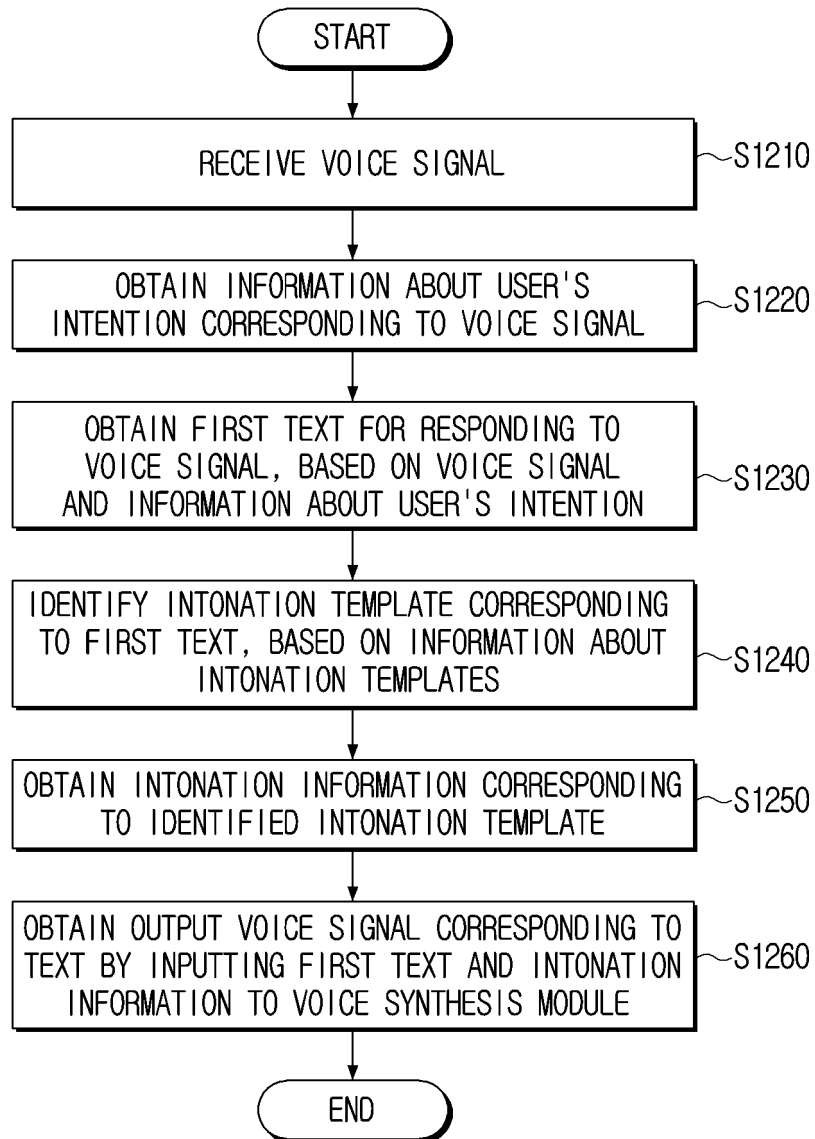 START
RECEIVE VOICE SIGNAL
S1210
OBTAIN INFORMATION ABOUT USER'S
INTENTION CORRESPONDING TO VOICE SIGNAL
S1220
OBTAIN FIRST TEXT FOR RESPONDING TO
VOICE SIGNAL, BASED ON VOICE SIGNAL
AND INFORMATION ABOUT USER'S INTENTION
S1230
IDENTIFY INTONATION TEMPLATE CORRESPONDING
TO FIRST TEXT, BASED ON INFORMATION ABOUT
INTONATION TEMPLATES
S1240
OBTAIN INTONATION INFORMATION CORRESPONDING
TO IDENTIFIED INTONATION TEMPLATE
S1250
OBTAIN OUTPUT VOICE SIGNAL CORRESPONDING TO
TEXT BY INPUTTING FIRST TEXT AND INTONATION
INFORMATION TO VOICE SYNTHESIS MODULE
S1260
END